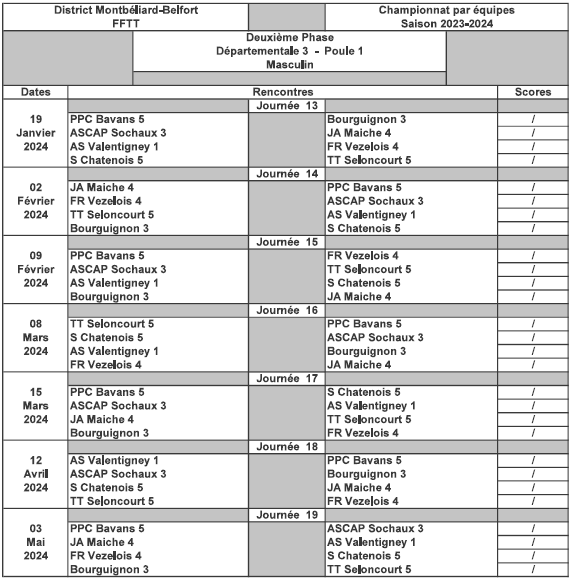 District Montbéliard-Belfort
FFTT
Championnat par équipes
Saison 2023-2024
Deuxième Phase
Départementale 3 - Poule 1
Masculin
Dates Rencontres Scores
Journée 13
19 Janvier 2024
PPC Bavans 5 Bourguignon 3 /
ASCAP Sochaux 3 JA Maiche 4 /
AS Valentigney 1 FR Vezelois 4 /
S Chatenois 5 TT Seloncourt 5 /
Journée 14
02 Février 2024
JA Maiche 4 PPC Bavans 5 /
FR Vezelois 4 ASCAP Sochaux 3 /
TT Seloncourt 5 AS Valentigney 1 /
Bourguignon 3 S Chatenois 5 /
Journée 15
09 Février 2024
PPC Bavans 5 FR Vezelois 4 /
ASCAP Sochaux 3 TT Seloncourt 5 /
AS Valentigney 1 S Chatenois 5 /
Bourguignon 3 JA Maiche 4 /
Journée 16
08 Mars 2024
TT Seloncourt 5 PPC Bavans 5 /
S Chatenois 5 ASCAP Sochaux 3 /
AS Valentigney 1 Bourguignon 3 /
FR Vezelois 4 JA Maiche 4 /
Journée 17
15 Mars 2024
PPC Bavans 5 S Chatenois 5 /
ASCAP Sochaux 3 AS Valentigney 1 /
JA Maiche 4 TT Seloncourt 5 /
Bourguignon 3 FR Vezelois 4 /
Journée 18
12 Avril 2024
AS Valentigney 1 PPC Bavans 5 /
ASCAP Sochaux 3 Bourguignon 3 /
S Chatenois 5 JA Maiche 4 /
TT Seloncourt 5 FR Vezelois 4 /
Journée 19
03 Mai 2024
PPC Bavans 5 ASCAP Sochaux 3 /
JA Maiche 4 AS Valentigney 1 /
FR Vezelois 4 S Chatenois 5 /
Bourguignon 3 TT Seloncourt 5 /